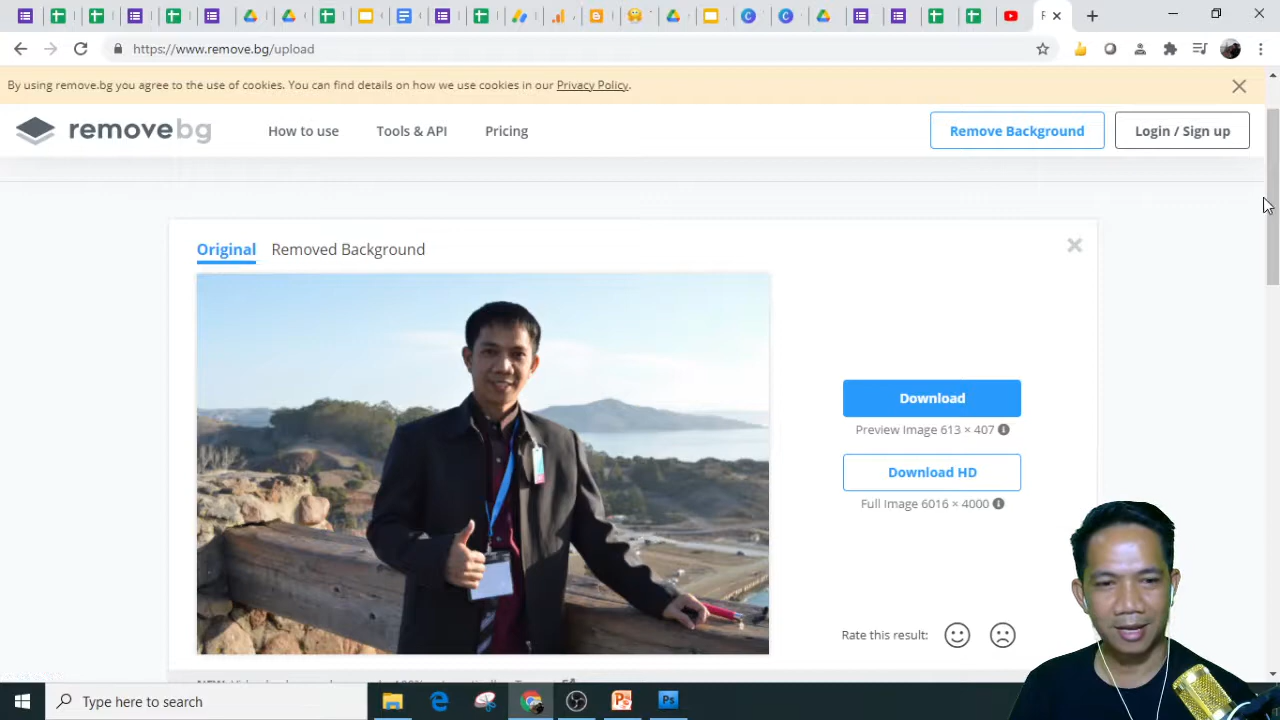 https://www.remove.bg/upload
By using remove.bg you agree to the use of cookies. You can find details on how we use cookies in our Privacy Policy.
removebg
How to use
Tools & API
Pricing
Remove Background
Login / Sign up
Original
Removed Background
Download
Preview Image 613 × 407
Download HD
Full Image 6016 × 4000
Rate this result:
Type here to search
Ps